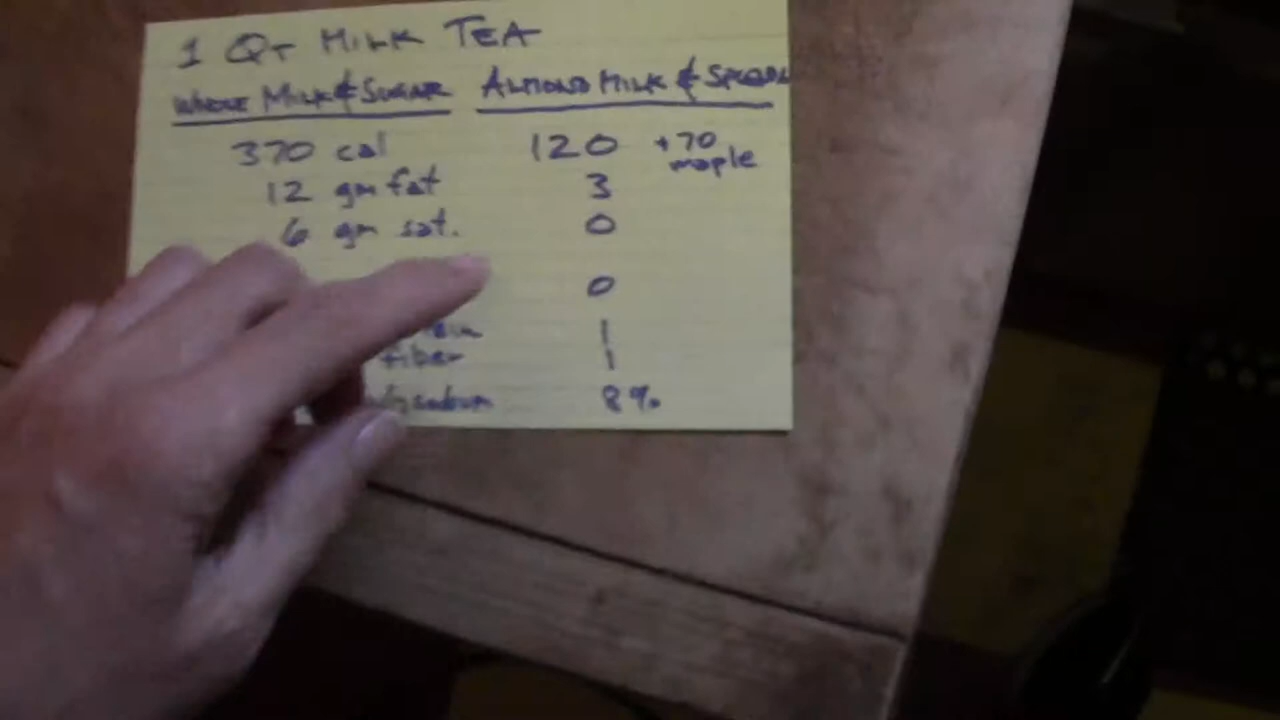 1 QT MILK TEA
WHOLE MILK & SUGAR ALMOND MILK &
370 cal 120 +70 maple
12 gm fat 3
6 gm sat. 0
0
1
fiber 1
8%